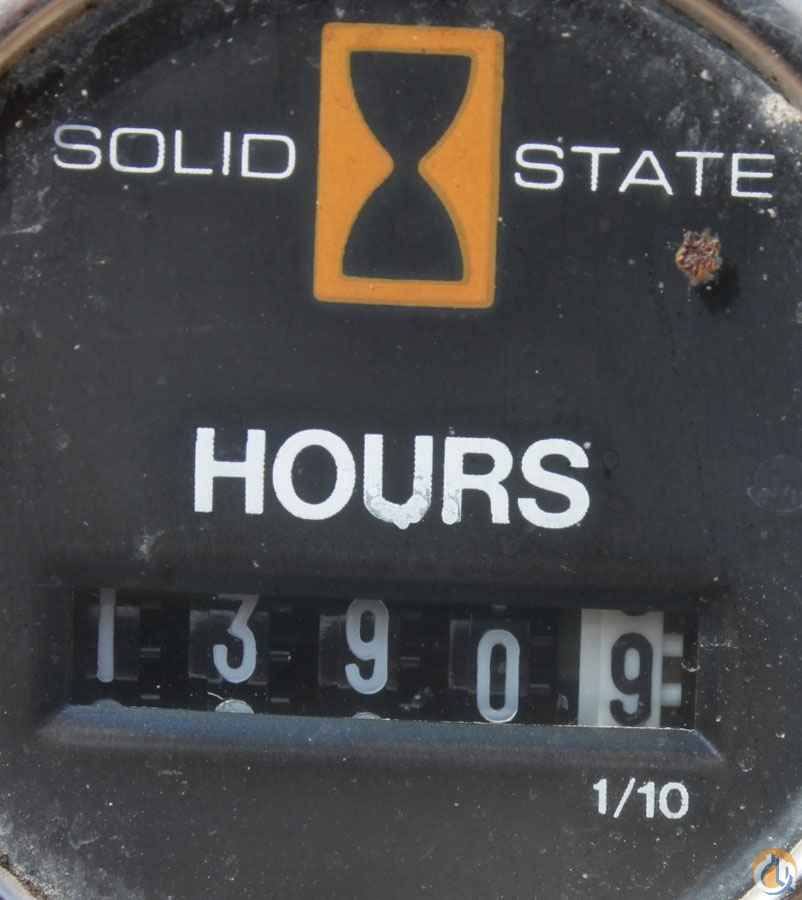 SOLID STATE
HOURS
13909
1/10